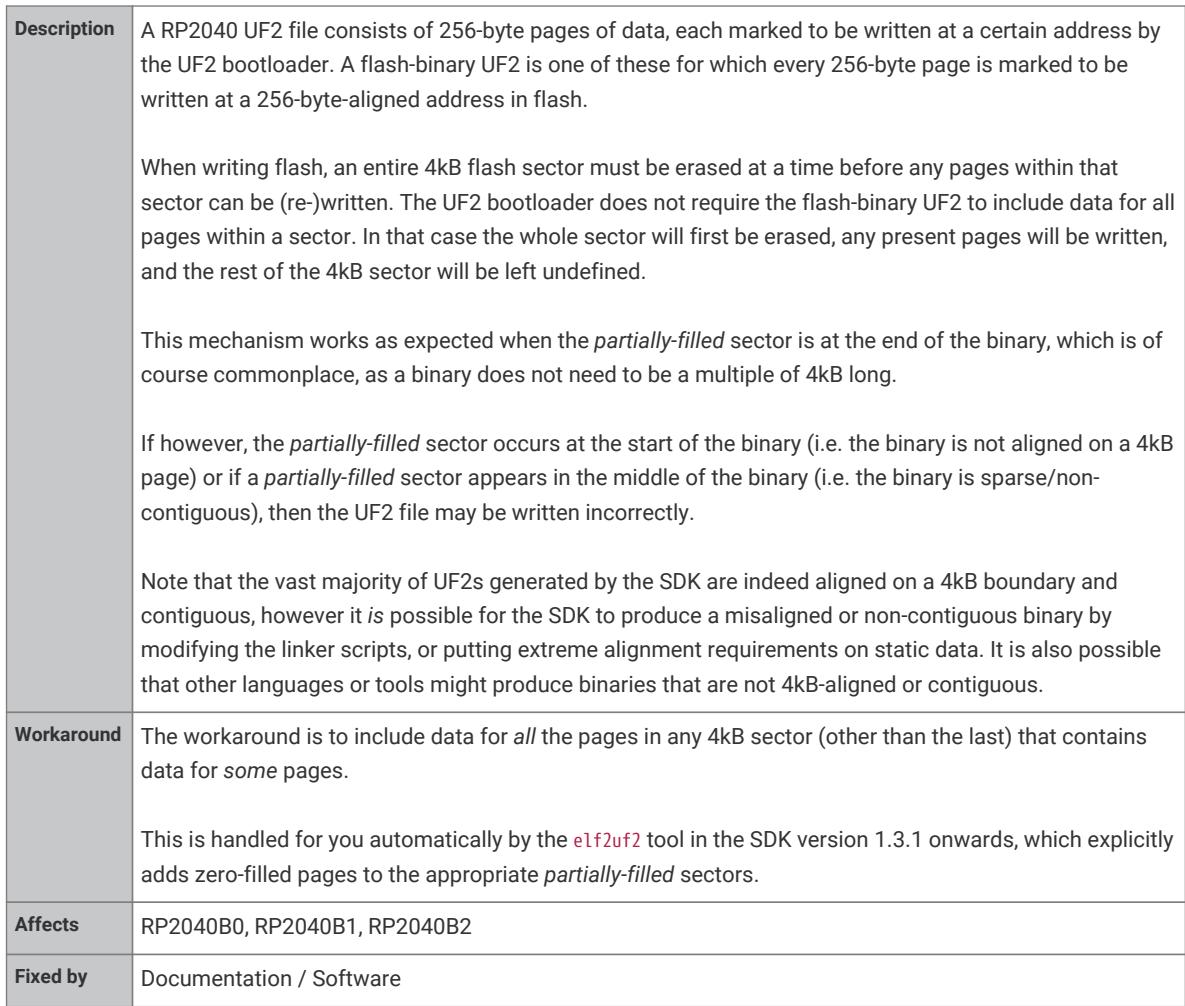 Description
A RP2040 UF2 file consists of 256-byte pages of data, each marked to be written at a certain address by
the UF2 bootloader. A flash-binary UF2 is one of these for which every 256-byte page is marked to be
written at a 256-byte-aligned address in flash.
When writing flash, an entire 4kB flash sector must be erased at a time before any pages within that
sector can be (re-)written. The UF2 bootloader does not require the flash-binary UF2 to include data for all
pages within a sector. In that case the whole sector will first be erased, any present pages will be written,
and the rest of the 4kB sector will be left undefined.
This mechanism works as expected when the partially-filled sector is at the end of the binary, which is of
course commonplace, as a binary does not need to be a multiple of 4kB long.
If however, the partially-filled sector occurs at the start of the binary (i.e. the binary is not aligned on a 4kB
page) or if a partially-filled sector appears in the middle of the binary (i.e. the binary is sparse/non-
contiguous), then the UF2 file may be written incorrectly.
Note that the vast majority of UF2s generated by the SDK are indeed aligned on a 4kB boundary and
contiguous, however it is possible for the SDK to produce a misaligned or non-contiguous binary by
modifying the linker scripts, or putting extreme alignment requirements on static data. It is also possible
that other languages or tools might produce binaries that are not 4kB-aligned or contiguous.
Workaround
The workaround is to include data for all the pages in any 4kB sector (other than the last) that contains
data for some pages.
This is handled for you automatically by the elf2uf2 tool in the SDK version 1.3.1 onwards, which explicitly
adds zero-filled pages to the appropriate partially-filled sectors.
Affects
RP2040B0, RP2040B1, RP2040B2
Fixed by
Documentation / Software